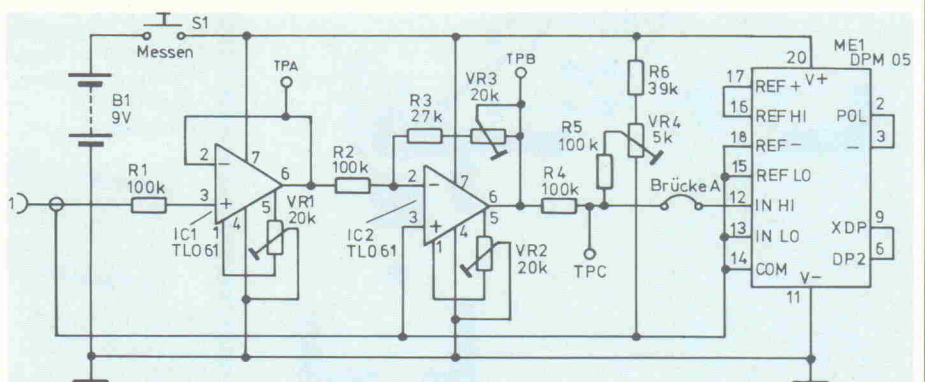 S1
Messen
B1
9V
1
R1
100k
2
3
7
6
5
1
4
IC1
TL061
TPA
VR1
20k
R2
100k
R3
27k
VR3
20k
TPB
2
3
7
6
5
1
4
IC2
TL061
VR2
20k
R4
100k
TPC
R5
100k
R6
39k
VR4
5k
Brücke A
ME1
DPM 05
20
V+
17 REF +
16 REF HI
18 REF-
15 REF LO
12 IN HI
13 IN LO
14 COM
POL 2
3
XDP 9
DP2 6
V-
11